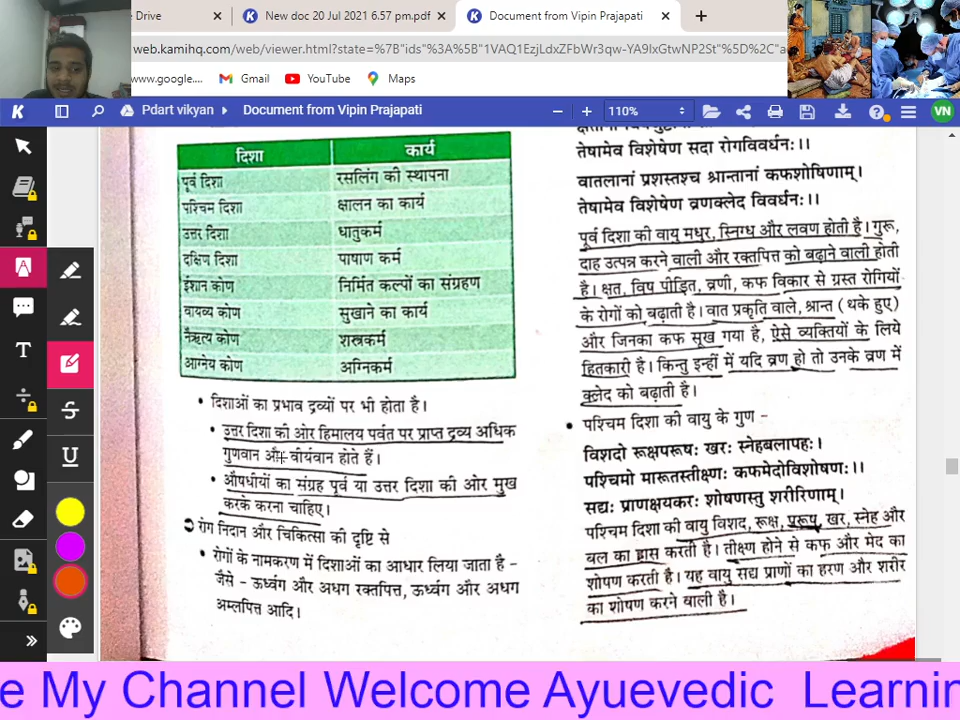 e Drive
New doc 20 Jul 2021 6.57 pm.pdf
Document from Vipin Prajapati
web.kamihq.com/web/viewer.html?state=%7B"ids"%3A%5B"1VAQ1EzjLdxZFbWr3qw-YA9lxGtwNP2St"%5D%2C"a
www.google....
Gmail
YouTube
Maps
K
Pdart vikyan
Document from Vipin Prajapati
110%
VN
दिशा कार्य
पूर्व दिशा रसलिंग की स्थापना
पश्चिम दिशा क्षालन का कार्य
उत्तर दिशा धातुकर्म
दक्षिण दिशा पाषाण कर्म
ईशान कोण निर्मित कल्पों का संग्रहण
वायव्य कोण सुखाने का कार्य
नैऋत्य कोण शस्त्रकर्म
आग्नेय कोण अग्निकर्म
• दिशाओं का प्रभाव द्रव्यों पर भी होता है।
• उत्तर दिशा की ओर हिमालय पर्वत पर प्राप्त द्रव्य अधिक
गुणवान और वीर्यवान होते हैं।
• औषधीयों का संग्रह पूर्व या उत्तर दिशा की ओर मुख
करके करना चाहिए।
रोग निदान और चिकित्सा की दृष्टि से
• रोगों के नामकरण में दिशाओं का आधार लिया जाता है -
जैसे - ऊर्ध्वग और अधग रक्तपित्त, ऊर्ध्वग और अधग
अम्लपित्त आदि।
तेषामेव विशेषेण सदा रोगविवर्धनः।।
वातलानां प्रशस्तश्च श्रान्तानां कफशोषिणाम्।
तेषामेव विशेषेण व्रणक्लेद विवर्धनः।।
पूर्व दिशा की वायु मधुर, स्निग्ध और लवण होती है। गुरू,
दाह उत्पन्न करने वाली और रक्तपित्त को बढ़ाने वाली होती
है। क्षत, विष पीड़ित, व्रणी, कफ विकार से ग्रस्त रोगियों
के रोगों को बढ़ाती है। वात प्रकृति वाले, श्रान्त (थके हुए)
और जिनका कफ सूख गया है, ऐसे व्यक्तियों के लिये
हितकारी है। किन्तु इन्हीं में यदि व्रण हो तो उनके व्रण में
क्लेद को बढ़ाती है।
• पश्चिम दिशा की वायु के गुण -
विशदो रूक्षपरूषः खरः स्नेहबलापहः।
पश्चिमो मारूतस्तीक्ष्णः कफमेदोविशोषणः।।
सद्यः प्राणक्षयकरः शोषणस्तु शरीरिणाम्।
पश्चिम दिशा की वायु विशद, रूक्ष, परूष, खर, स्नेह और
बल का ह्रास करती है। तीक्ष्ण होने से कफ और मेद का
शोषण करती है। यह वायु सद्य प्राणों का हरण और शरीर
का शोषण करने वाली है।
e My Channel Welcome Ayuevedic Learnin